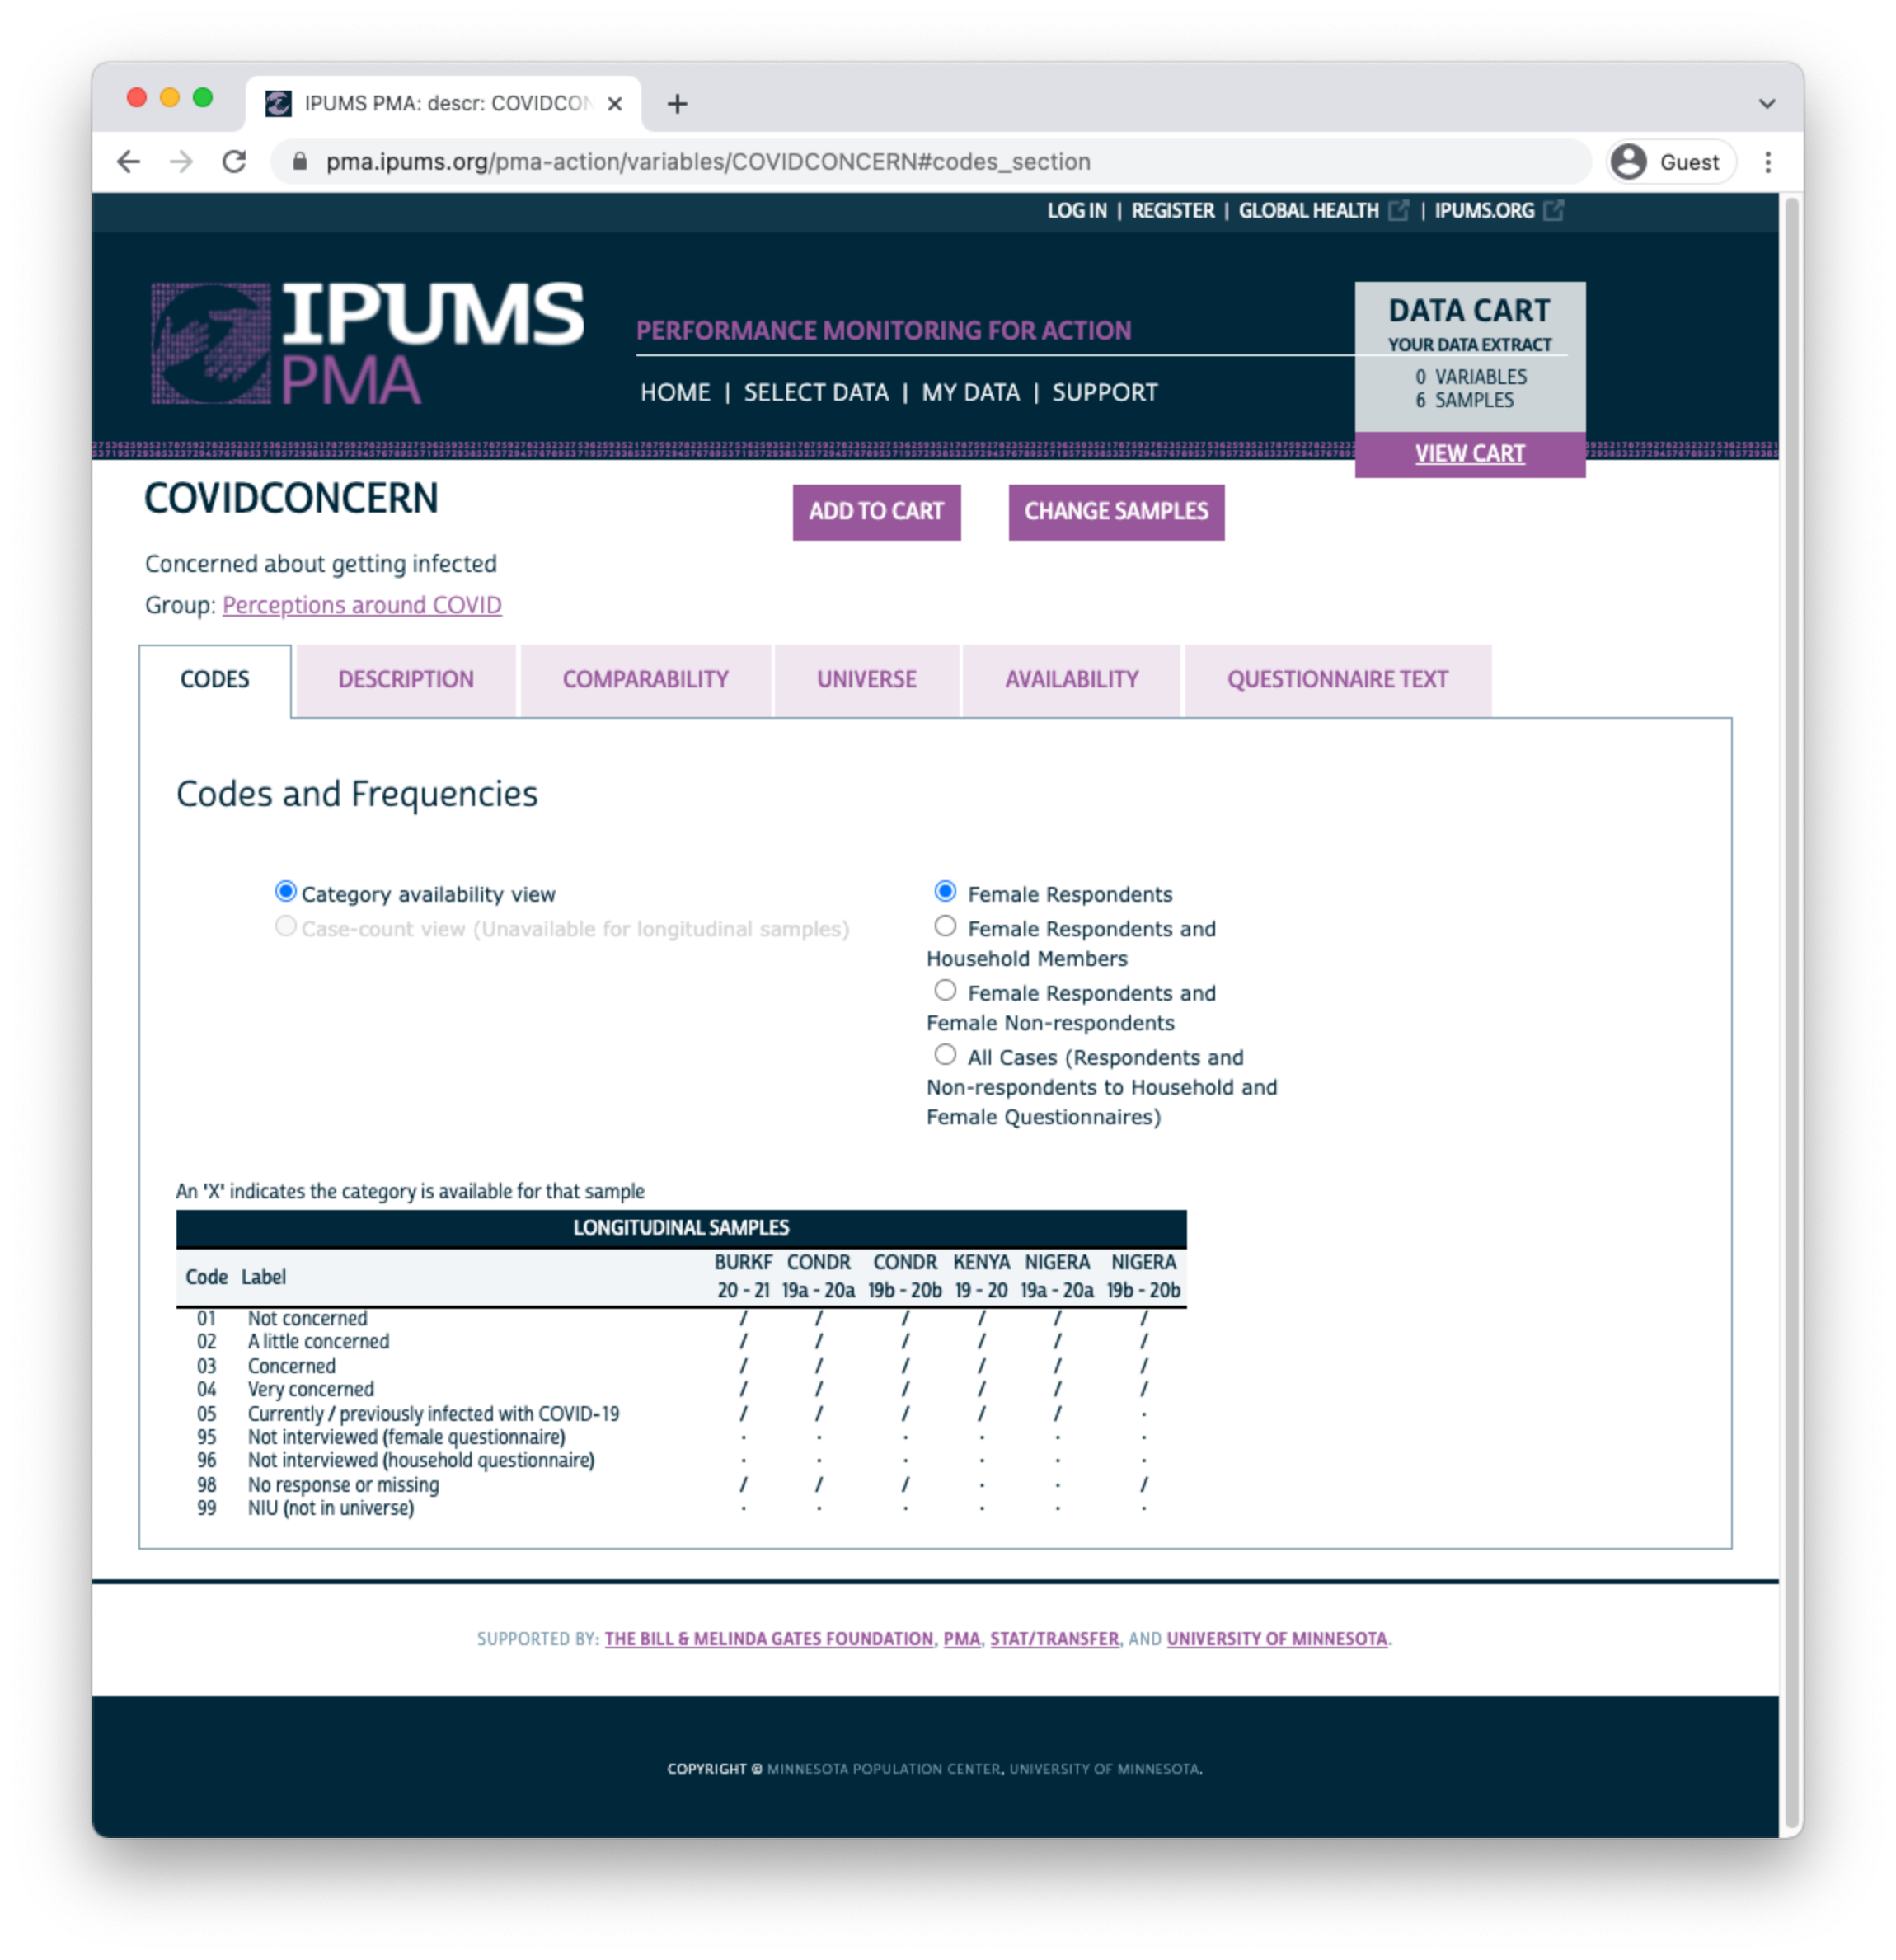 IPUMS PMA: descr: COVIDCON
pma.ipums.org/pma-action/variables/COVIDCONCERN#codes_section
Guest
LOG IN | REGISTER | GLOBAL HEALTH | IPUMS.ORG
IPUMS
PMA
PERFORMANCE MONITORING FOR ACTION
HOME | SELECT DATA | MY DATA | SUPPORT
DATA CART
YOUR DATA EXTRACT
0 VARIABLES
6 SAMPLES
VIEW CART
COVIDCONCERN
ADD TO CART
CHANGE SAMPLES
Concerned about getting infected
Group: Perceptions around COVID
CODES DESCRIPTION COMPARABILITY UNIVERSE AVAILABILITY QUESTIONNAIRE TEXT
Codes and Frequencies
Category availability view
Case-count view (Unavailable for longitudinal samples)
Female Respondents
Female Respondents and
Household Members
Female Respondents and
Female Non-respondents
All Cases (Respondents and
Non-respondents to Household and
Female Questionnaires)
An 'X' indicates the category is available for that sample
LONGITUDINAL SAMPLES
Code Label BURKF 20 - 21 CONDR 19a - 20a CONDR 19b - 20b KENYA 19 - 20 NIGERA 19a - 20a NIGERA 19b - 20b
01 Not concerned / / / / / /
02 A little concerned / / / / / /
03 Concerned / / / / / /
04 Very concerned / / / / / /
05 Currently / previously infected with COVID-19 / / / / / ·
95 Not interviewed (female questionnaire) · · · · · ·
96 Not interviewed (household questionnaire) · · · · · ·
98 No response or missing / / / · · /
99 NIU (not in universe) · · · · · ·
SUPPORTED BY: THE BILL & MELINDA GATES FOUNDATION, PMA, STAT/TRANSFER, AND UNIVERSITY OF MINNESOTA.
COPYRIGHT © MINNESOTA POPULATION CENTER, UNIVERSITY OF MINNESOTA.